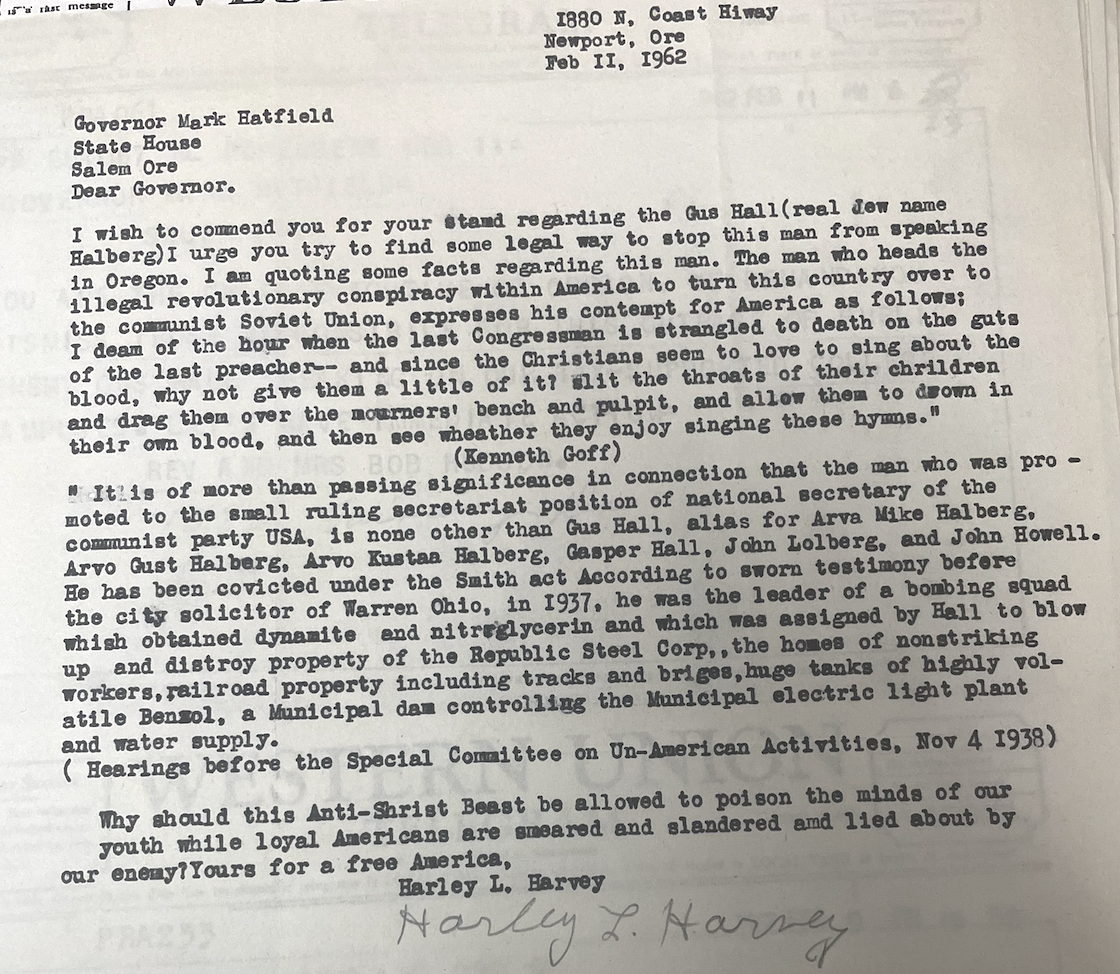 is in fast message
1880 N, Coast Hiway
Newport, Ore
Feb II, I962
Governor Mark Hatfield
State House
Salem Ore
Dear Governor.
I wish to commend you for your stand regarding the Gus Hall(real Jew name
Halberg)I urge you try to find some legal way to stop this man from speaking
in Oregon. I am quoting some facts regarding this man. The man who heads the
illegal revolutionary conspiracy within America to turn this country over to
the communist Soviet Union, expresses his contempt for America as follows;
I deam of the hour when the last Congressman is strangled to death on the guts
of the last preacher-- and since the Christians seem to love to sing about the
blood, why not give them a little of it? Slit the throats of their chrildren
and drag them over the mourners' bench and pulpit, and allow them to drown in
their own blood, and then see wheather they enjoy singing these hymns."
(Kenneth Goff)
" It is of more than passing significance in connection that the man who was pro -
moted to the small ruling secretariat position of national secretary of the
communist party USA, is none other than Gus Hall, alias for Arva Mike Halberg,
Arvo Gust Halberg, Arvo Kustaa Halberg, Gasper Hall, John Lolberg, and John Howell.
He has been covicted under the Smith act According to sworn testimony before
the city solicitor of Warren Ohio, in I937, he was the leader of a bombing squad
whish obtained dynamite and nitroglycerin and which was assigned by Hall to blow
up and distroy property of the Republic Steel Corp,,the homes of nonstriking
workers,railroad property including tracks and briges,huge tanks of highly vol-
atile Benzol, a Municipal dam controlling the Municipal electric light plant
and water supply.
( Hearings before the Special Committee on Un-American Activities, Nov 4 I938)
Why should this Anti-Shrist Beast be allowed to poison the minds of our
youth while loyal Americans are smeared and slandered amd lied about by
our enemy?Yours for a free America,
Harley L. Harvey
Harley L. Harvey
WESTERN UNION
PRA253